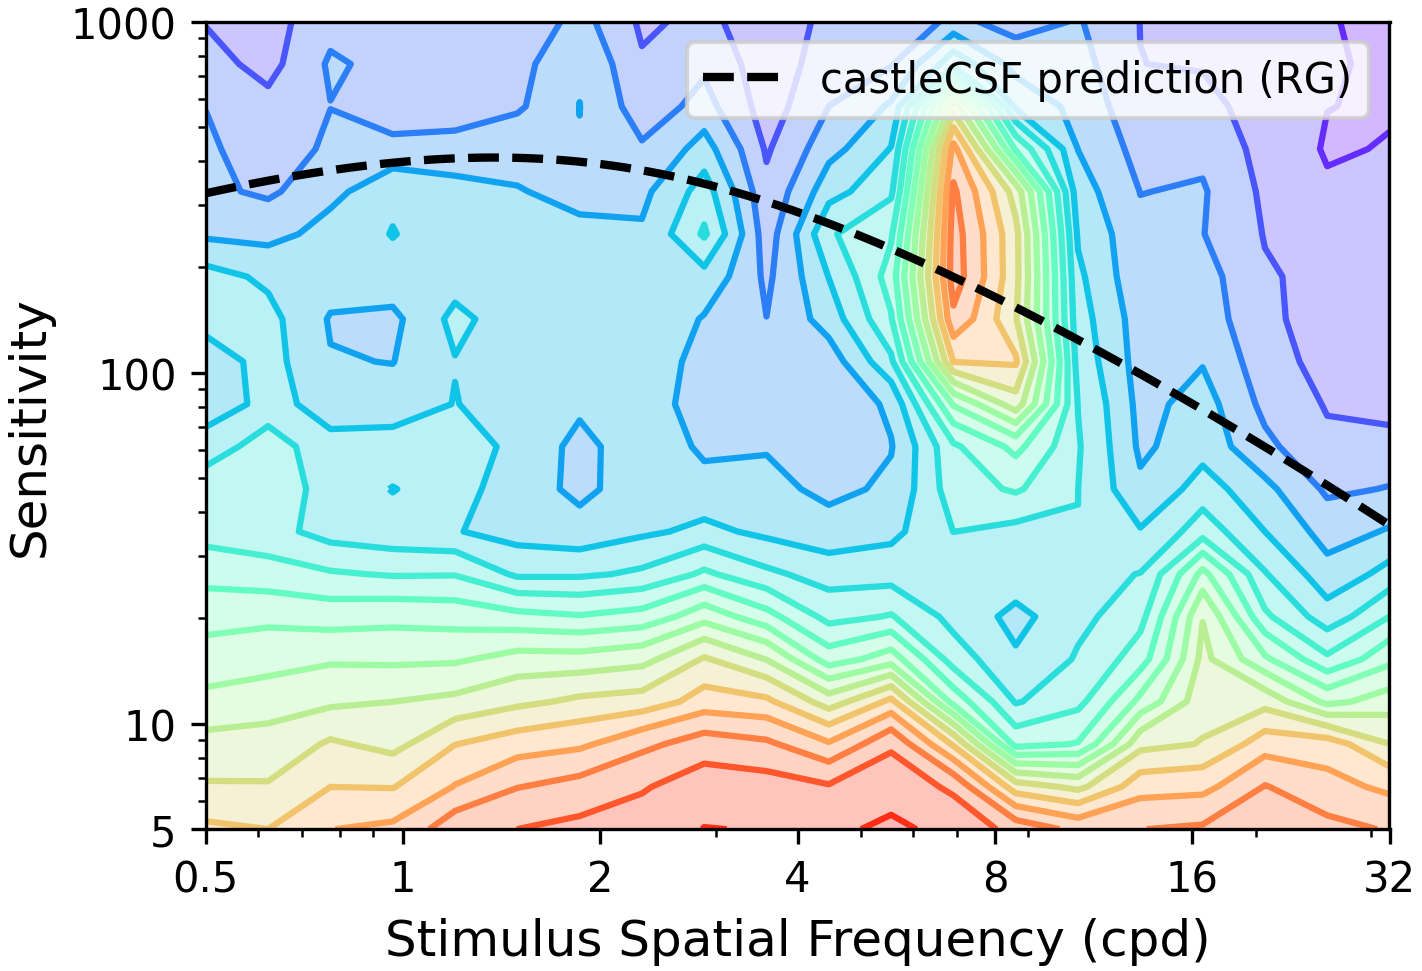 1000
castleCSF prediction (RG)
Sensitivity
100
10
5
0.5 1 2 4 8 16 32
Stimulus Spatial Frequency (cpd)